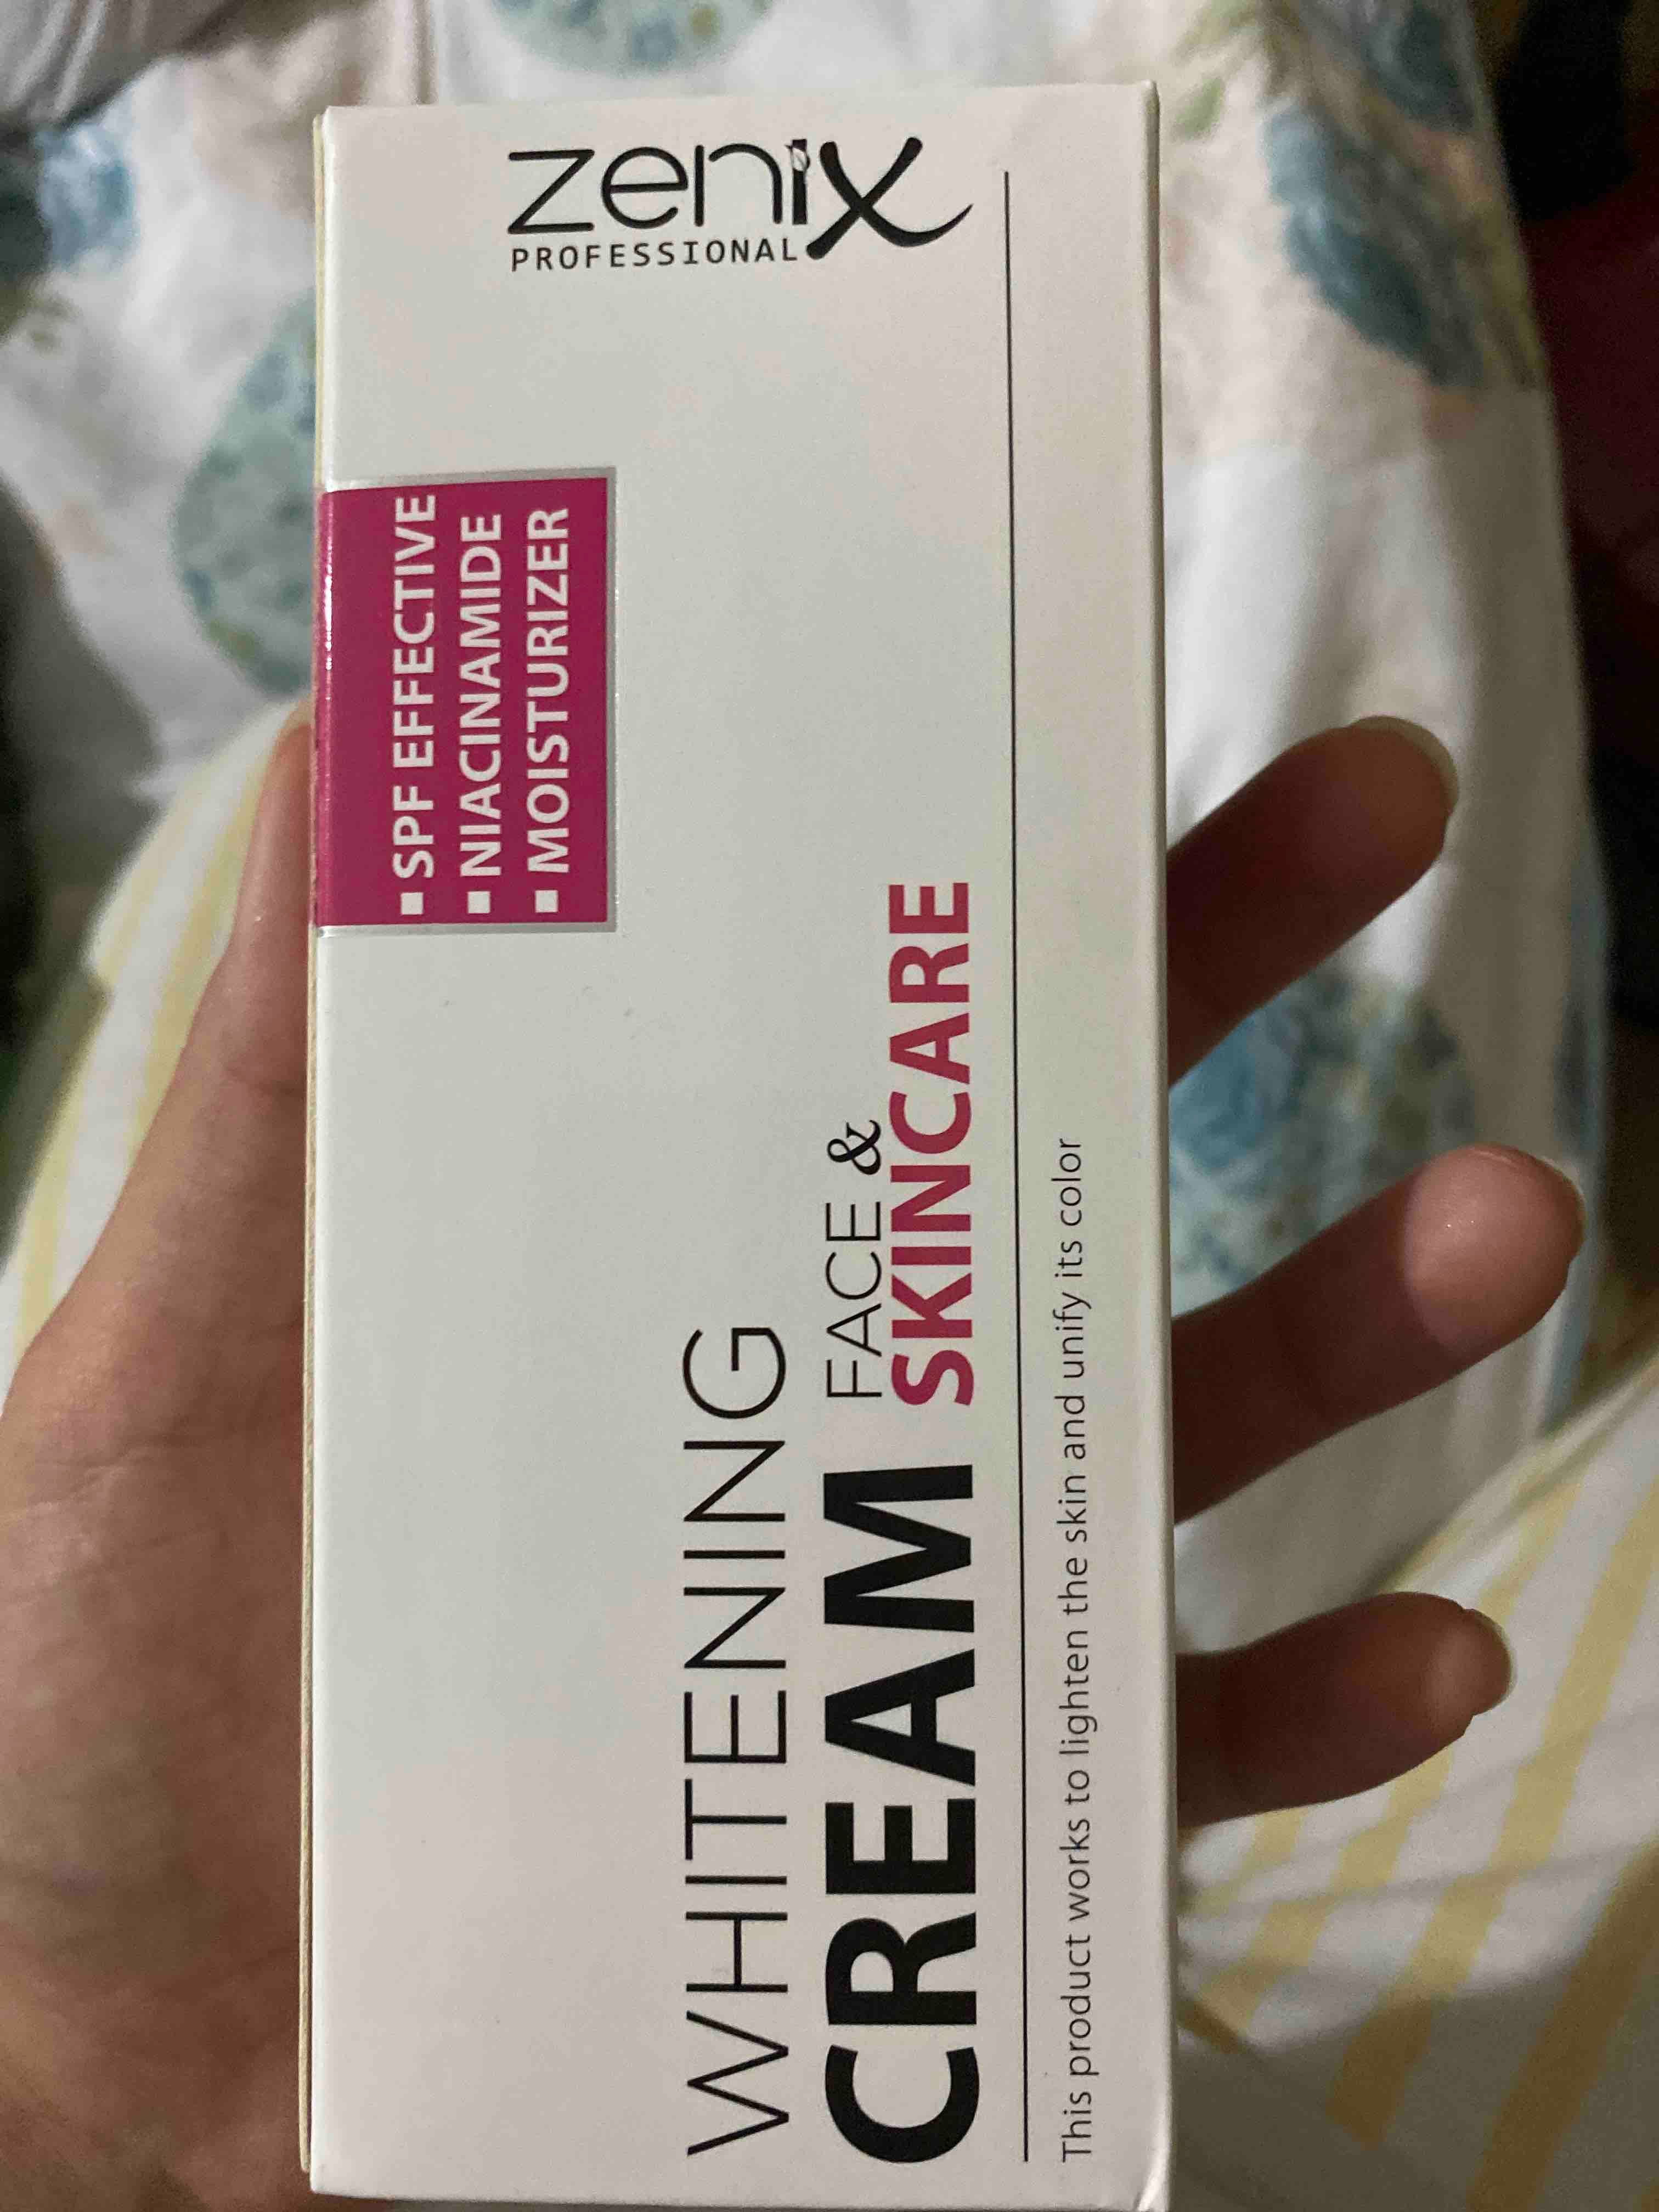 zenix
PROFESSIONAL
▪ SPF EFFECTIVE
▪ NIACINAMIDE
▪ MOISTURIZER
WHITENING
CREAM FACE & SKINCARE
This product works to lighten the skin and unify its color